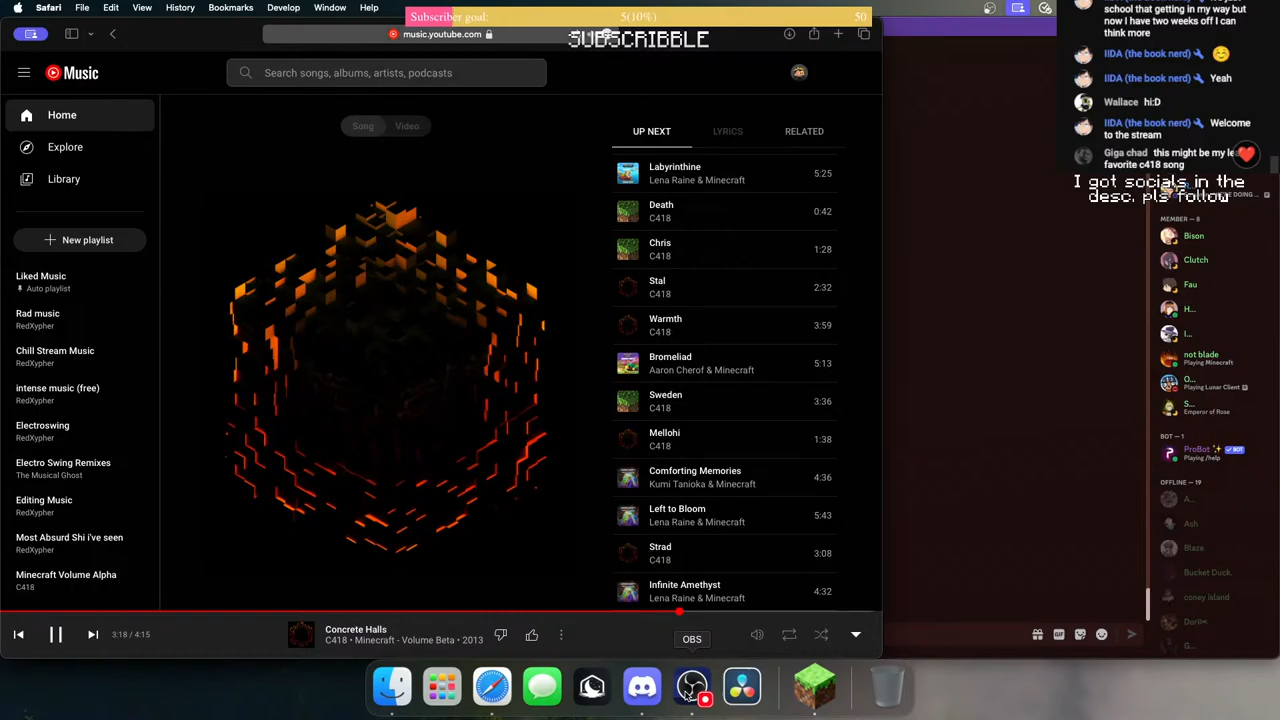 Safari File Edit View History Bookmarks Develop Window Help
Subscriber goal: 5(10%) 50
music.youtube.com
SUBSCRIBBLE
Music
Search songs, albums, artists, podcasts
Home
Explore
Library
New playlist
Liked Music
Auto playlist
Rad music
RedXypher
Chill Stream Music
RedXypher
intense music (free)
RedXypher
Electroswing
RedXypher
Electro Swing Remixes
The Musical Ghost
Editing Music
RedXypher
Most Absurd Shi i've seen
RedXypher
Minecraft Volume Alpha
C418
Song Video
UP NEXT LYRICS RELATED
Labyrinthine
Lena Raine & Minecraft
5:25
Death
C418
0:42
Chris
C418
1:28
Stal
C418
2:32
Warmth
C418
3:59
Bromeliad
Aaron Cherof & Minecraft
5:13
Sweden
C418
3:36
Mellohi
C418
1:38
Comforting Memories
Kumi Tanioka & Minecraft
4:36
Left to Bloom
Lena Raine & Minecraft
5:43
Strad
C418
3:08
Infinite Amethyst
Lena Raine & Minecraft
4:32
3:18 / 4:15
Concrete Halls
C418 • Minecraft - Volume Beta • 2013
OBS
school and getting in my way but
now I have two weeks off I can
think more
IIDA (the book nerd)
IIDA (the book nerd) Yeah
Wallace hi:D
IIDA (the book nerd) Welcome
to the stream
Giga chad this might be my
favorite c418 song
I got socials in the
desc. pls follow
MEMBER — 8
Bison
Clutch
Fau
H...
I...
not blade
Playing Minecraft
O...
Playing Lunar Client
S...
Emperor of Rose
BOT — 1
ProBot BOT
Playing /help
OFFLINE — 19
A...
Ash
Blaze
Bucket Duck.
coney island
G...
GIF